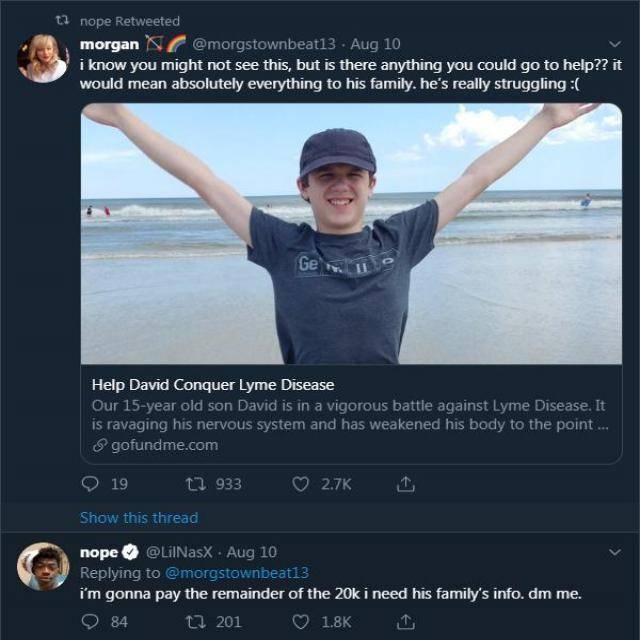 nope Retweeted
morgan 🏹🌈 @morgstownbeat13 · Aug 10
i know you might not see this, but is there anything you could go to help?? it
would mean absolutely everything to his family. he's really struggling :(
Ge
Help David Conquer Lyme Disease
Our 15-year old son David is in a vigorous battle against Lyme Disease. It
is ravaging his nervous system and has weakened his body to the point ...
gofundme.com
19 933 2.7K
Show this thread
nope @LilNasX · Aug 10
Replying to @morgstownbeat13
i'm gonna pay the remainder of the 20k i need his family's info. dm me.
84 201 1.8K